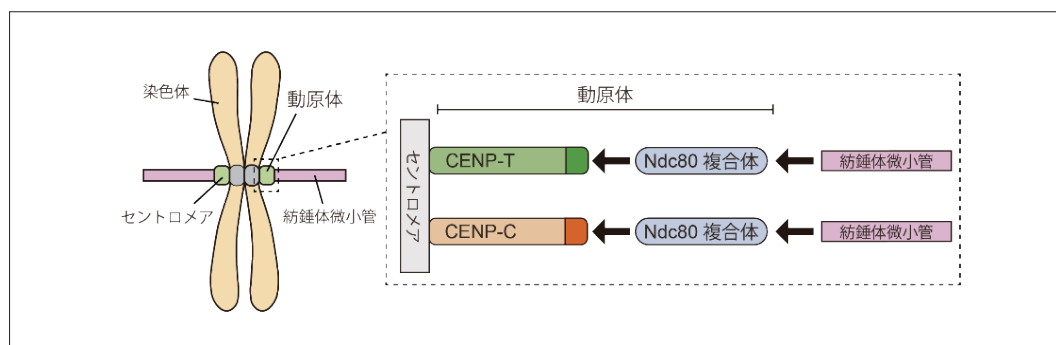 染色体
動原体
セントロメア
紡錘体微小管
動原体
セントロメア
CENP-T
Ndc80 複合体
紡錘体微小管
CENP-C
Ndc80 複合体
紡錘体微小管